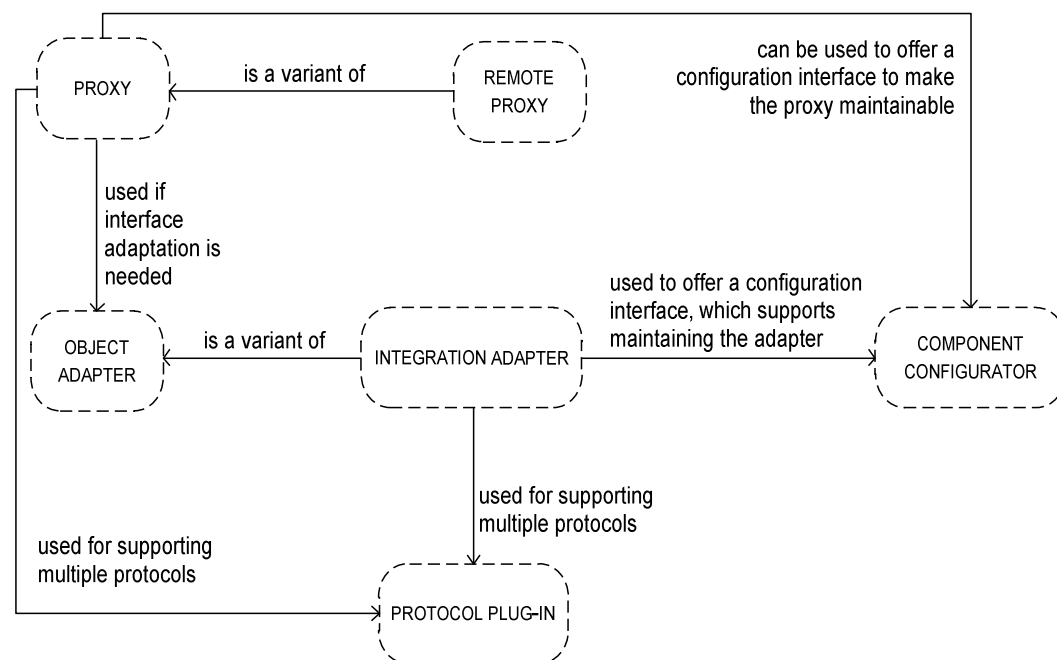 can be used to offer a
configuration interface to make
the proxy maintainable
is a variant of
PROXY
REMOTE
PROXY
used if
interface
adaptation is
needed
used to offer a configuration
interface, which supports
maintaining the adapter
is a variant of
OBJECT
ADAPTER
INTEGRATION ADAPTER
COMPONENT
CONFIGURATOR
used for supporting
multiple protocols
used for supporting
multiple protocols
PROTOCOL PLUG-IN